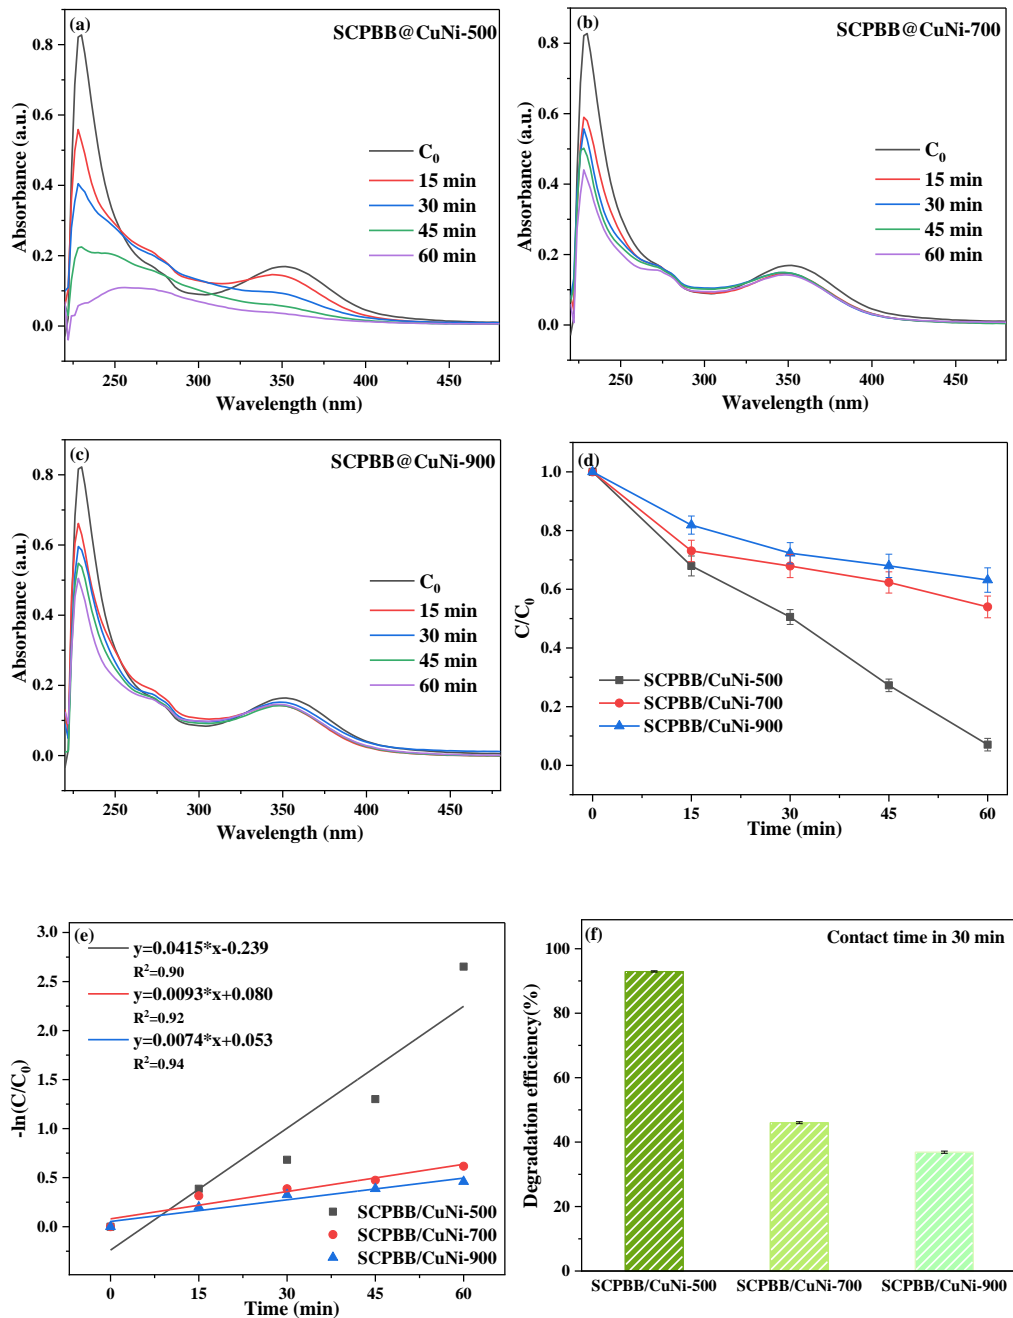 (a)
SCPBB@CuNi-500
0.8
0.6
0.4
0.2
0.0
Absorbance (a.u.)
C₀
15 min
30 min
45 min
60 min
250 300 350 400 450
Wavelength (nm)
(b)
SCPBB@CuNi-700
0.8
0.6
0.4
0.2
0.0
Absorbance (a.u.)
C₀
15 min
30 min
45 min
60 min
250 300 350 400 450
Wavelength (nm)
(c)
SCPBB@CuNi-900
0.8
0.6
0.4
0.2
0.0
Absorbance (a.u.)
C₀
15 min
30 min
45 min
60 min
250 300 350 400 450
Wavelength (nm)
(d)
1.0
0.8
0.6
0.4
0.2
0.0
C/C₀
SCPBB/CuNi-500
SCPBB/CuNi-700
SCPBB/CuNi-900
0 15 30 45 60
Time (min)
(e)
3.0
2.5
2.0
1.5
1.0
0.5
0.0
-ln(C/C₀)
y=0.0415*x-0.239
R²=0.90
y=0.0093*x+0.080
R²=0.92
y=0.0074*x+0.053
R²=0.94
SCPBB/CuNi-500
SCPBB/CuNi-700
SCPBB/CuNi-900
0 15 30 45 60
Time (min)
(f)
Contact time in 30 min
100
80
60
40
20
0
Degradation efficiency(%)
SCPBB/CuNi-500 SCPBB/CuNi-700 SCPBB/CuNi-900